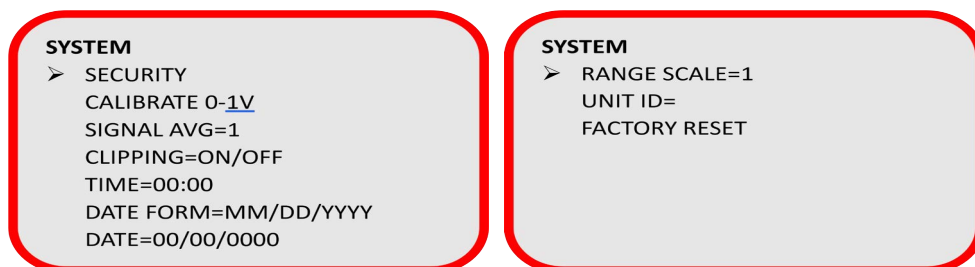 SYSTEM
➢ SECURITY
CALIBRATE 0-1V
SIGNAL AVG=1
CLIPPING=ON/OFF
TIME=00:00
DATE FORM=MM/DD/YYYY
DATE=00/00/0000
SYSTEM
➢ RANGE SCALE=1
UNIT ID=
FACTORY RESET